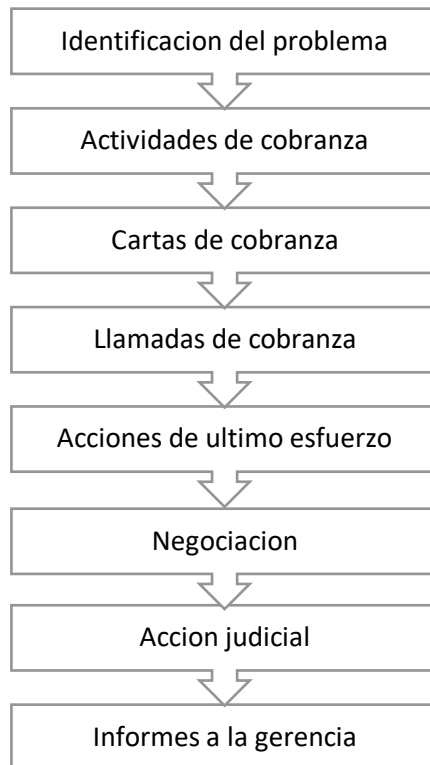 Identificacion del problema
Actividades de cobranza
Cartas de cobranza
Llamadas de cobranza
Acciones de ultimo esfuerzo
Negociacion
Accion judicial
Informes a la gerencia